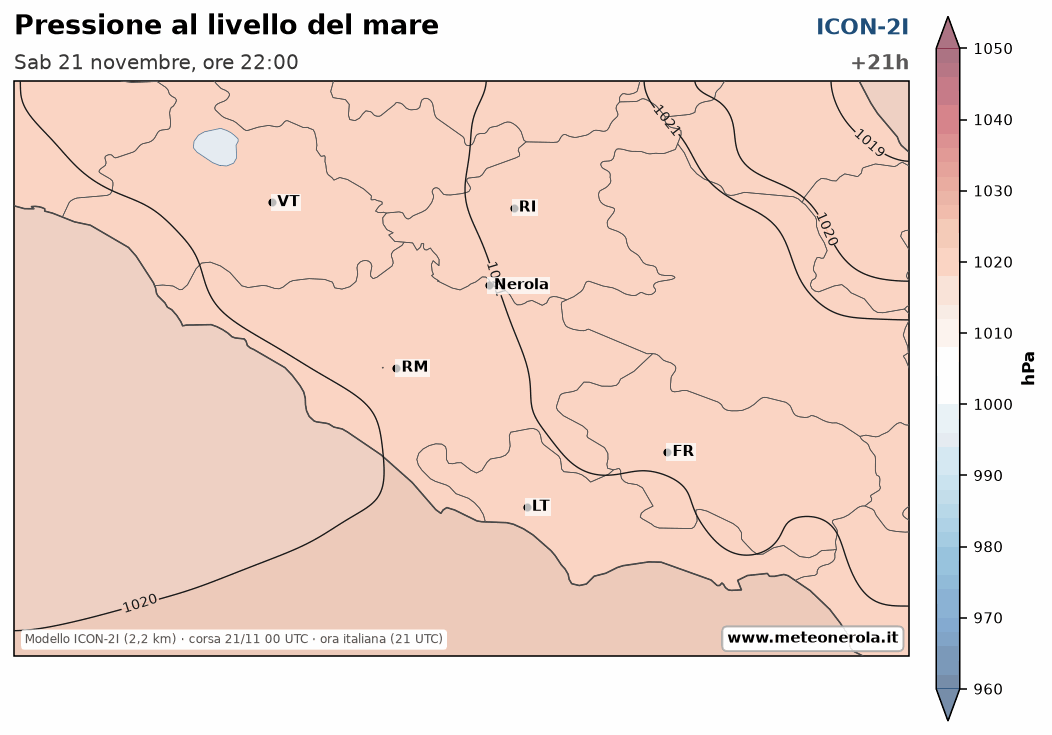 Pressione al livello del mare
ICON-2I
Sab 21 novembre, ore 22:00
+21h
1050
1040
1030
1020
1010
1000
990
980
970
960
hPa
1021
1019
VT
RI
1020
Nerola
RM
FR
LT
1020
Modello ICON-2I (2,2 km) · corsa 21/11 00 UTC · ora italiana (21 UTC)
www.meteonerola.it